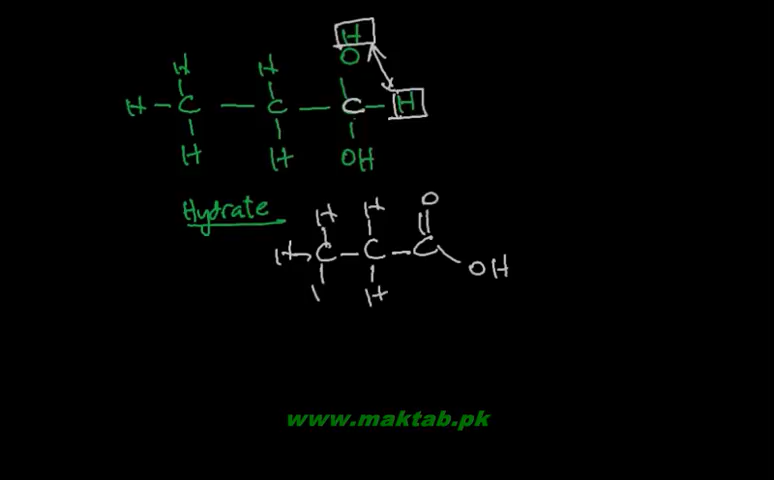 H
O
H H
H - C - C - C - H
H H OH
Hydrate
H H O
H - C - C - C
OH
H
www.maktab.pk